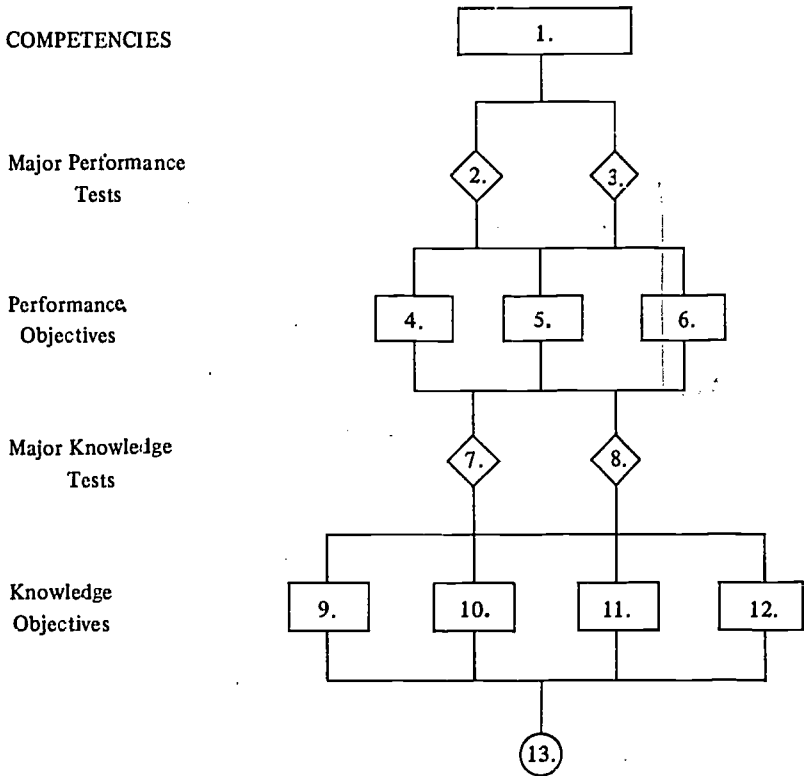 COMPETENCIES
1.
Major Performance
Tests
2. 3.
Performance
Objectives
4. 5. 6.
Major Knowledge
Tests
7. 8.
Knowledge
Objectives
9. 10. 11. 12.
13.